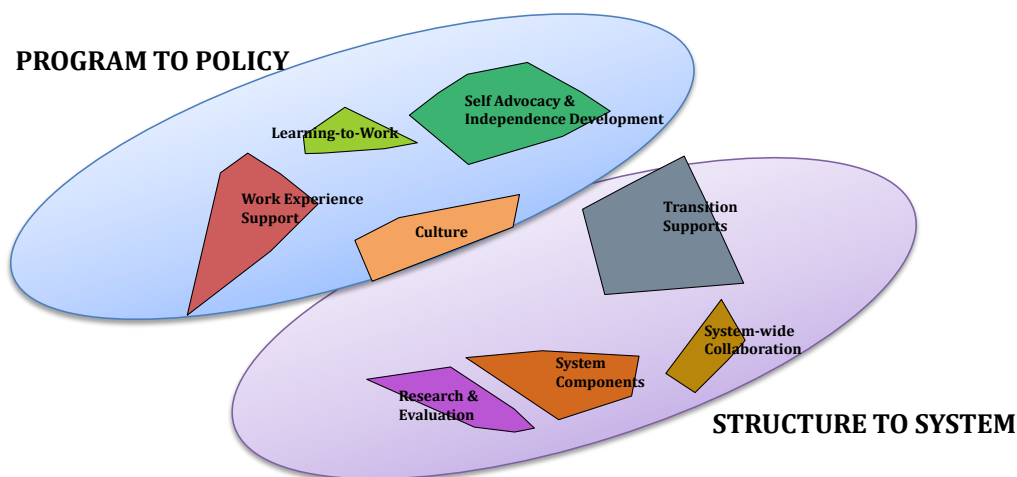 PROGRAM TO POLICY
Self Advocacy &
Independence Development
Learning-to-Work
Work Experience
Support
Culture
Transition
Supports
System-wide
Collaboration
System
Components
Research &
Evaluation
STRUCTURE TO SYSTEM